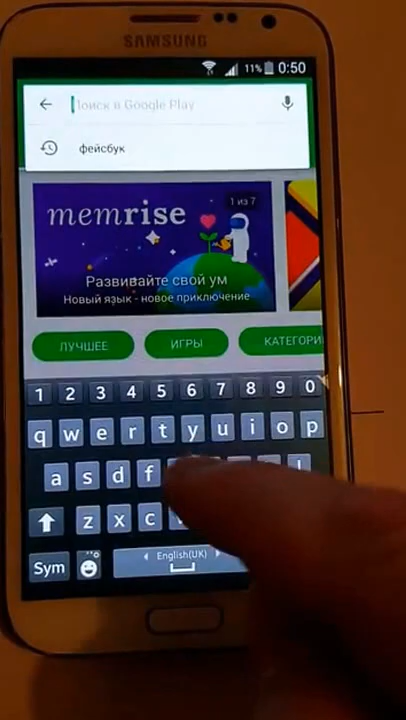 SAMSUNG
11% 0:50
Поиск в Google Play
фейсбук
memrise
1 из 7
Развивайте свой ум
Новый язык - новое приключение
ЛУЧШЕЕ ИГРЫ КАТЕГОРИ
1 2 3 4 5 6 7 8 9 0
q w e r t y u i o p
a s d f
z x c
Sym English(UK)